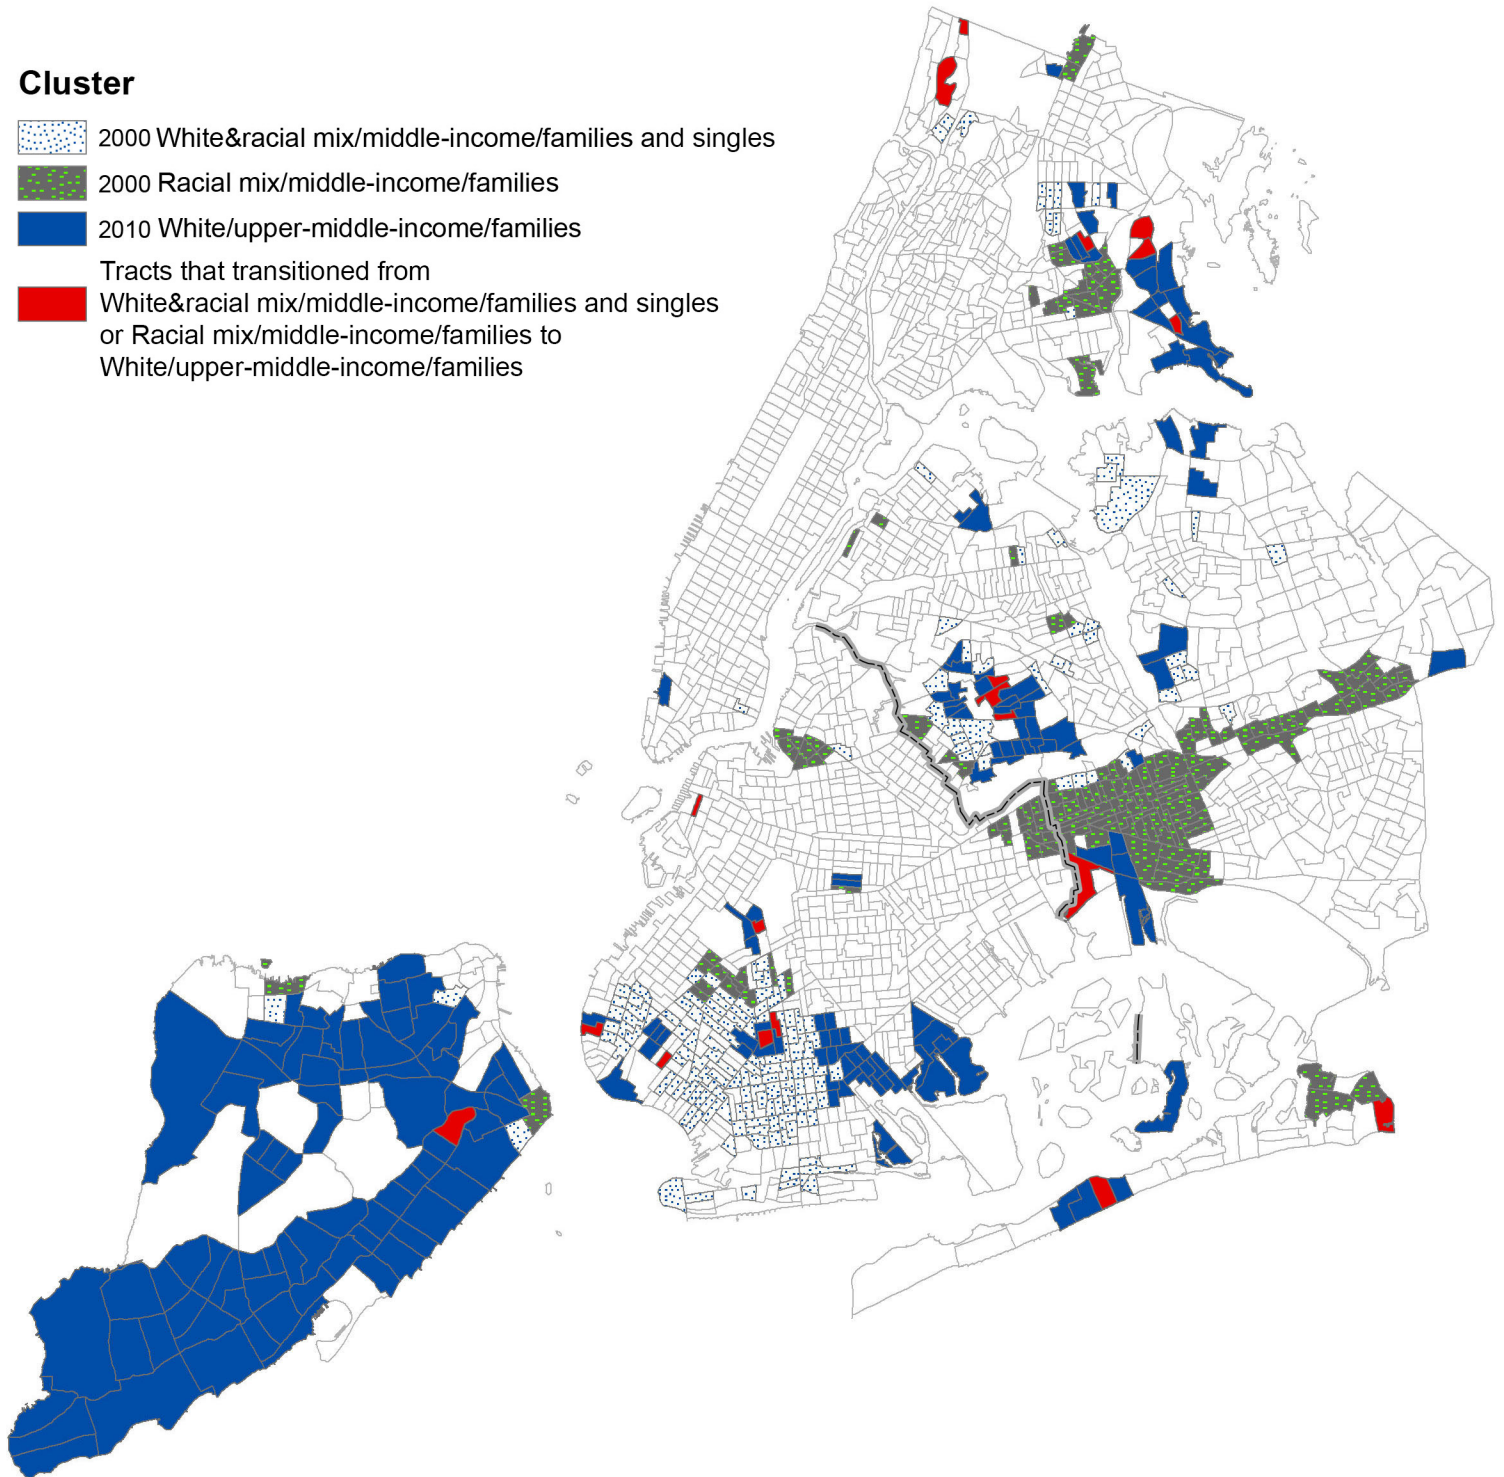 Cluster
2000 White&racial mix/middle-income/families and singles
2000 Racial mix/middle-income/families
2010 White/upper-middle-income/families
Tracts that transitioned from
White&racial mix/middle-income/families and singles
or Racial mix/middle-income/families to
White/upper-middle-income/families